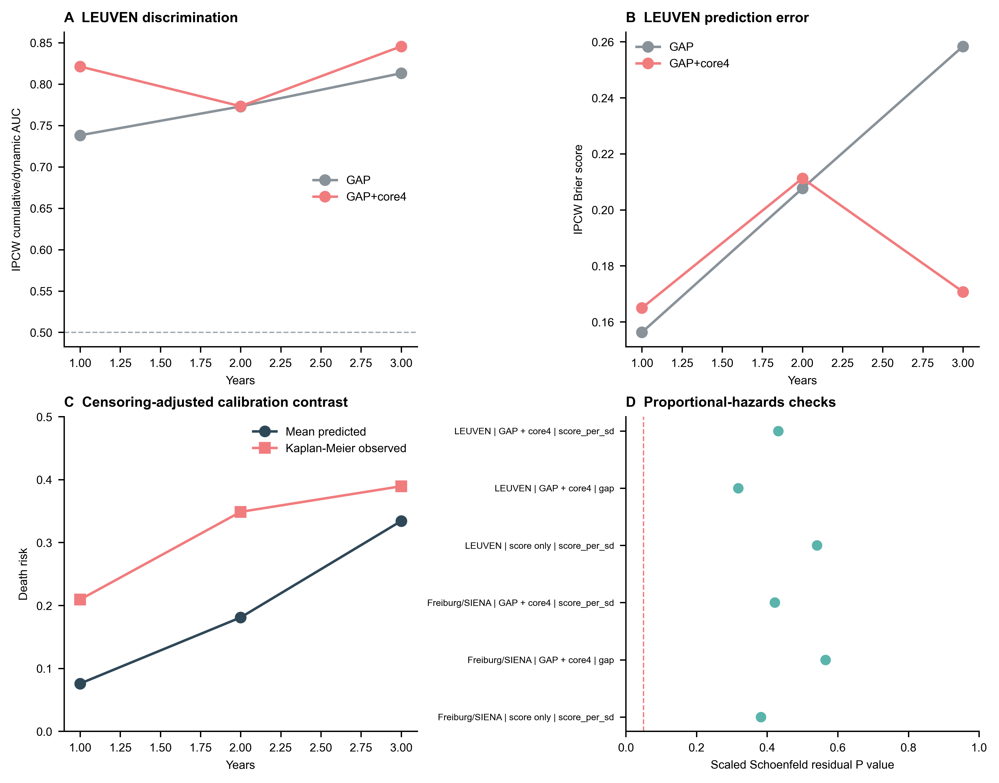 A LEUVEN discrimination
0.85
0.80
0.75
0.70
0.65
0.60
0.55
0.50
IPCW cumulative/dynamic AUC
GAP
GAP+core4
1.00 1.25 1.50 1.75 2.00 2.25 2.50 2.75 3.00
Years
B LEUVEN prediction error
0.26
0.24
0.22
0.20
0.18
0.16
IPCW Brier score
GAP
GAP+core4
1.00 1.25 1.50 1.75 2.00 2.25 2.50 2.75 3.00
Years
C Censoring-adjusted calibration contrast
0.5
0.4
0.3
0.2
0.1
0.0
Death risk
Mean predicted
Kaplan-Meier observed
1.00 1.25 1.50 1.75 2.00 2.25 2.50 2.75 3.00
Years
D Proportional-hazards checks
LEUVEN | GAP + core4 | score_per_sd
LEUVEN | GAP + core4 | gap
LEUVEN | score only | score_per_sd
Freiburg/SIENA | GAP + core4 | score_per_sd
Freiburg/SIENA | GAP + core4 | gap
Freiburg/SIENA | score only | score_per_sd
0.0 0.2 0.4 0.6 0.8 1.0
Scaled Schoenfeld residual P value